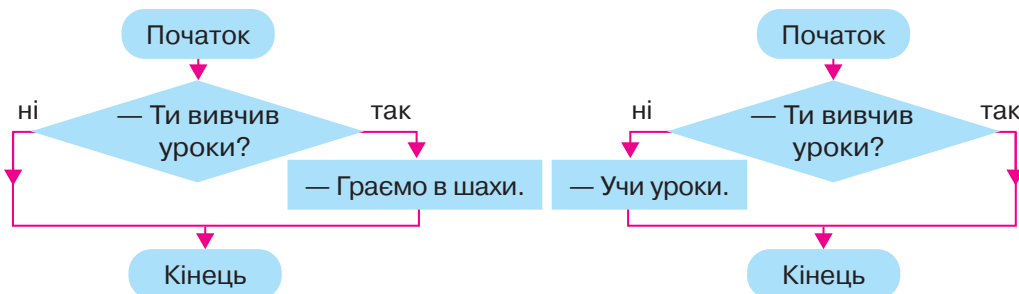 Початок
ні
— Ти вивчив
уроки?
так
— Граємо в шахи.
Кінець
Початок
ні
— Ти вивчив
уроки?
так
— Учи уроки.
Кінець